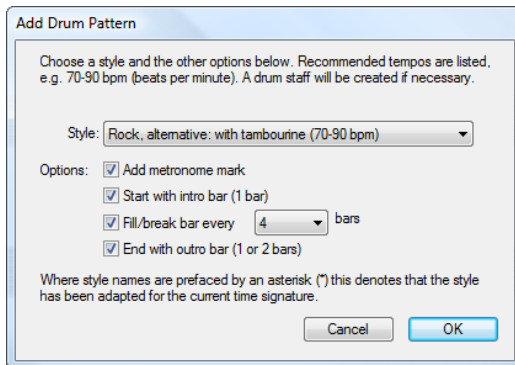 Add Drum Pattern
Choose a style and the other options below. Recommended tempos are listed,
e.g. 70-90 bpm (beats per minute). A drum staff will be created if necessary.
Style: Rock, alternative: with tambourine (70-90 bpm)
Options: Add metronome mark
Start with intro bar (1 bar)
Fill/break bar every 4 bars
End with outro bar (1 or 2 bars)
Where style names are prefaced by an asterisk (*) this denotes that the style
has been adapted for the current time signature.
Cancel OK